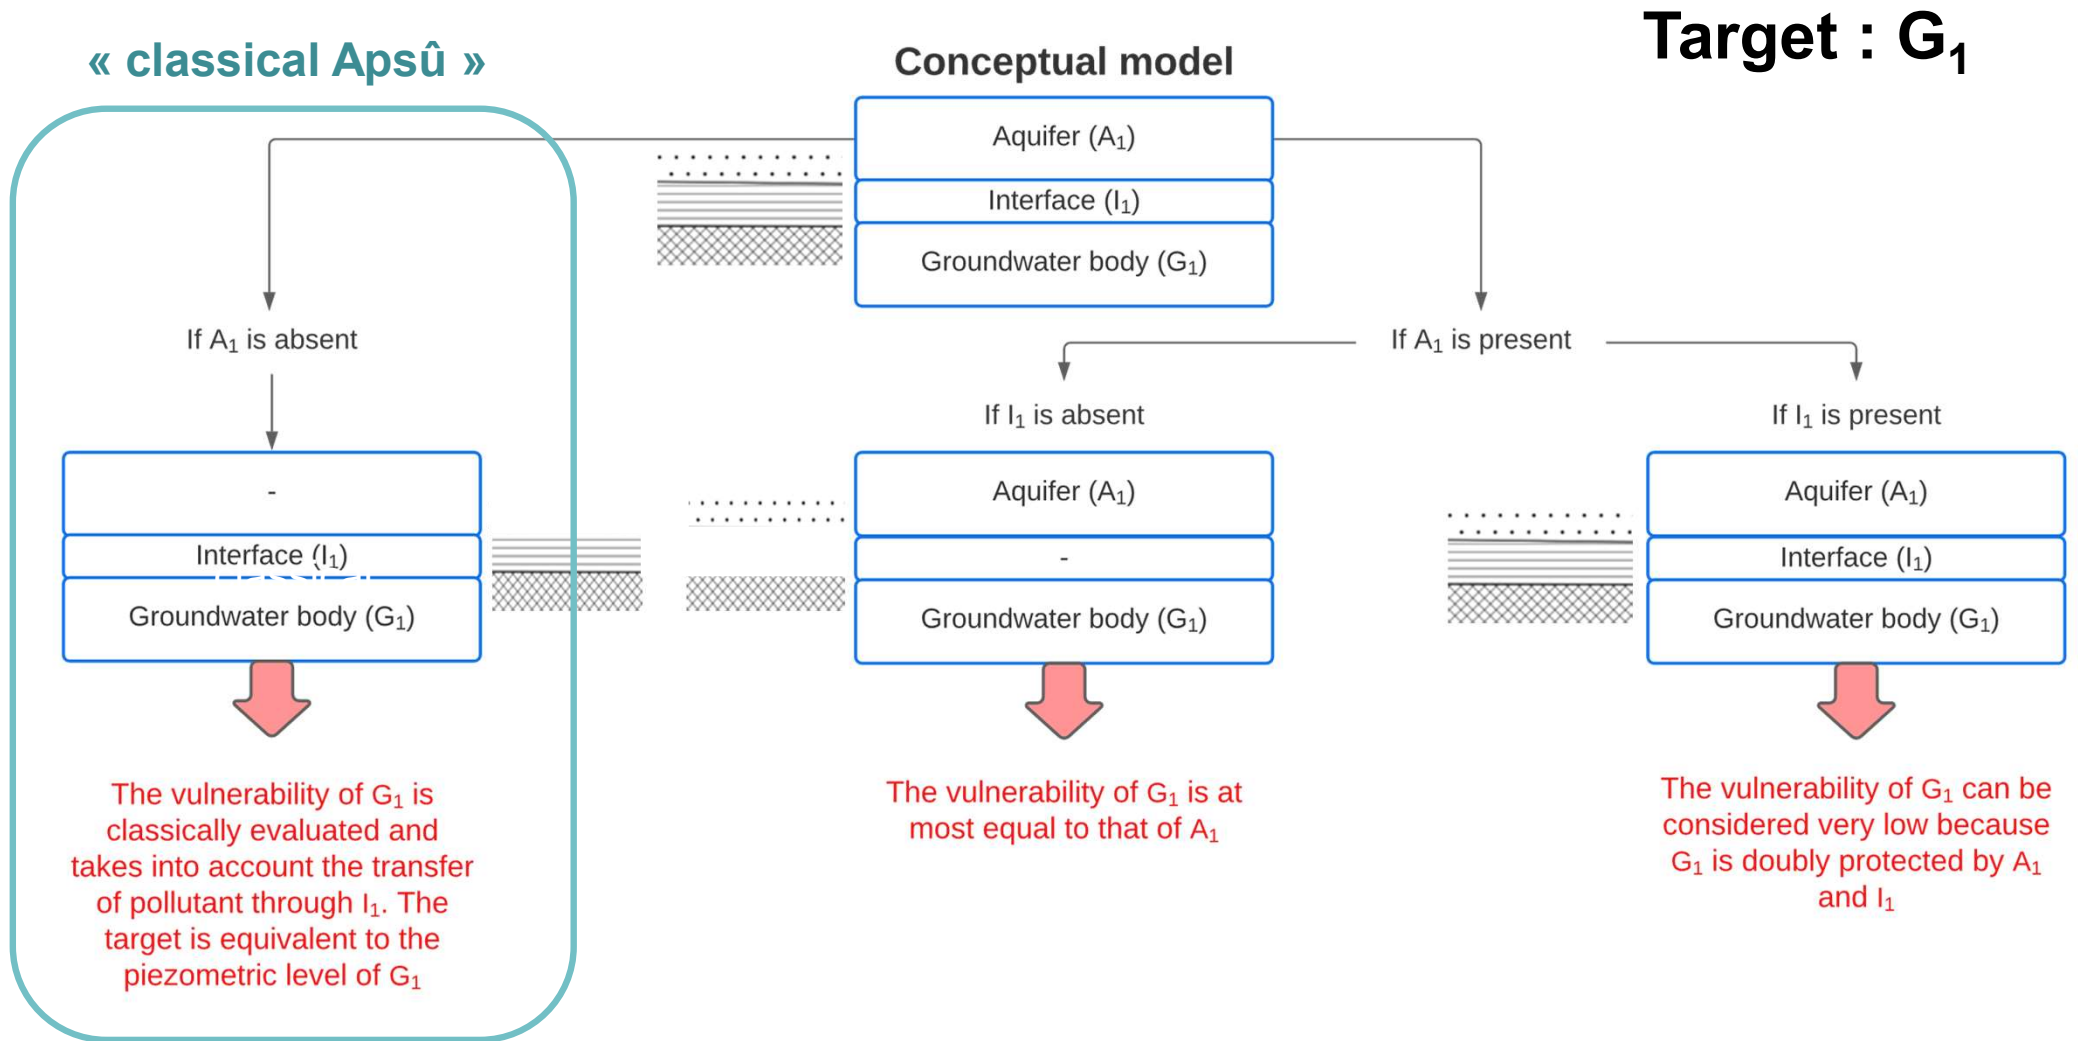 « classical Apsû »
Conceptual model
Target : G₁
Aquifer (A₁)
Interface (I₁)
Groundwater body (G₁)
If A₁ is absent
If A₁ is present
If I₁ is absent
If I₁ is present
-
Interface (I₁)
Groundwater body (G₁)
Aquifer (A₁)
-
Groundwater body (G₁)
Aquifer (A₁)
Interface (I₁)
Groundwater body (G₁)
The vulnerability of G₁ is
classically evaluated and
takes into account the transfer
of pollutant through I₁. The
target is equivalent to the
piezometric level of G₁
The vulnerability of G₁ is at
most equal to that of A₁
The vulnerability of G₁ can be
considered very low because
G₁ is doubly protected by A₁
and I₁